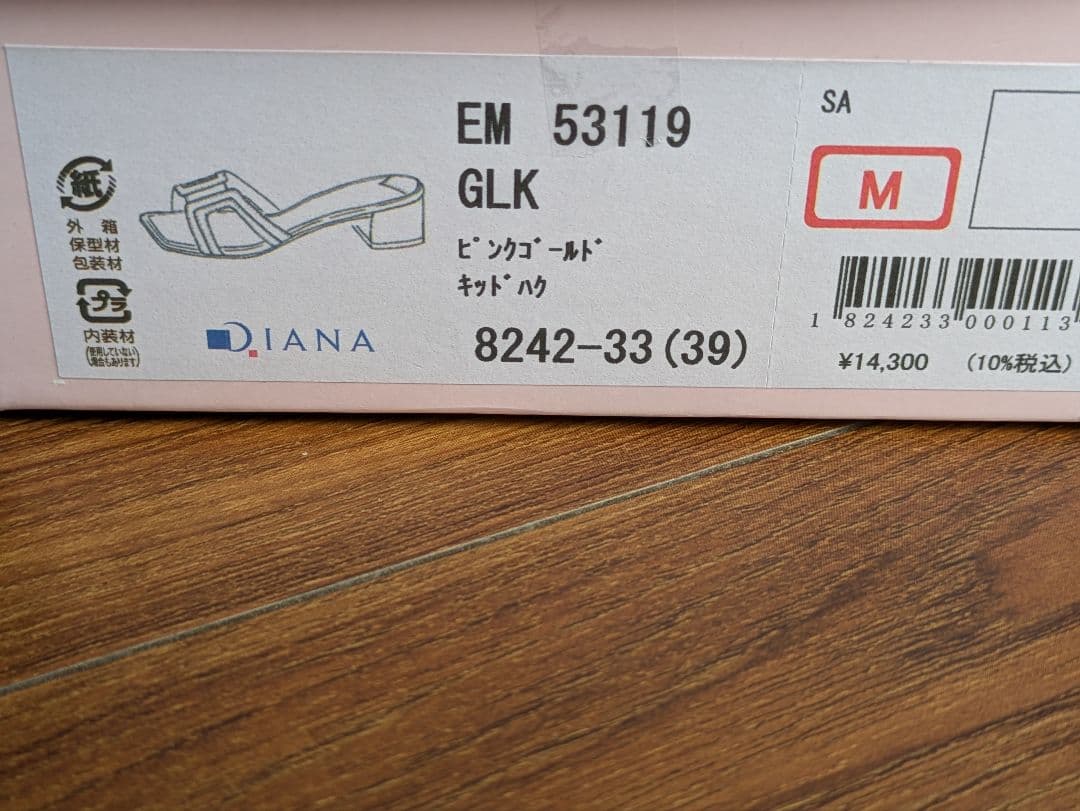 紙
外箱
保型材
包装材
プラ
内装材
(使用していない
場合もあります)
DIANA
EM 53119
GLK
ﾋﾟﾝｸｺﾞｰﾙﾄﾞ
ｷｯﾄﾞﾊｸ
8242-33(39)
SA
M
1 824233 000113
¥14,300 (10%税込)